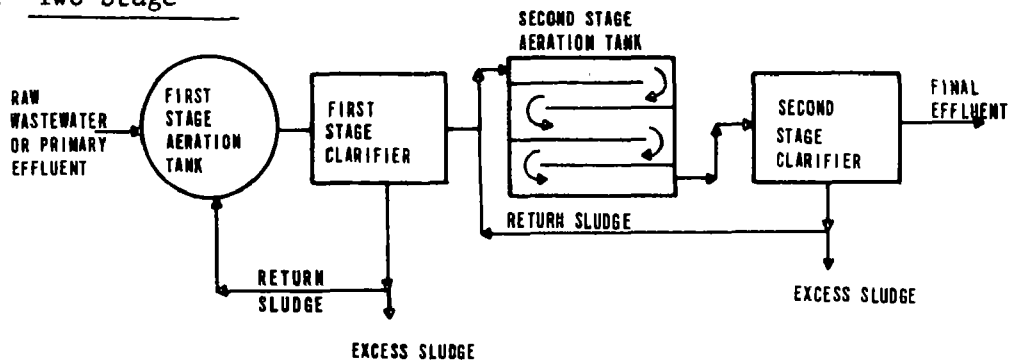 Two Stage
SECOND STAGE
AERATION TANK
RAW
WASTEWATER
OR PRIMARY
EFFLUENT
FIRST
STAGE
AERATION
TANK
FIRST
STAGE
CLARIFIER
SECOND
STAGE
CLARIFIER
FINAL
EFFLUENT
RETURN SLUDGE
RETURN
SLUDGE
EXCESS SLUDGE
EXCESS SLUDGE